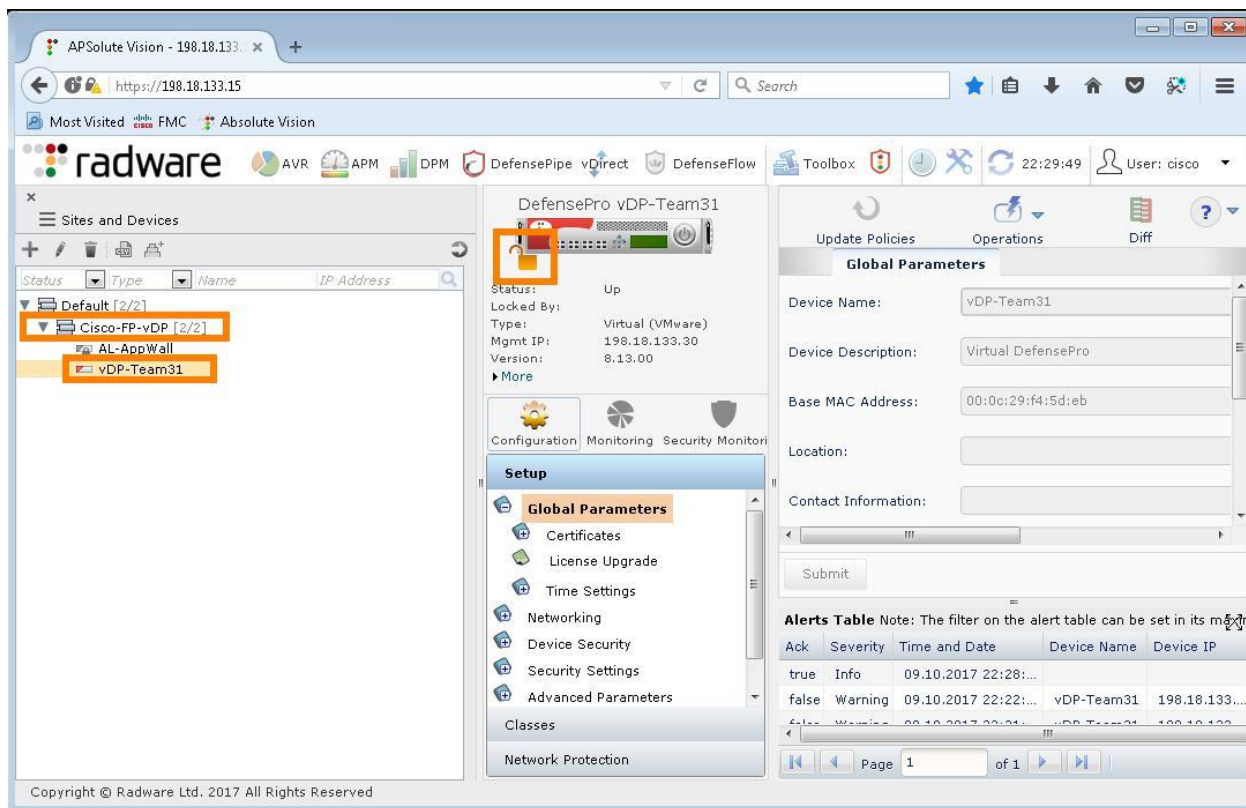 APSolute Vision - 198.18.133.
https://198.18.133.15
Search
Most Visited
cisco FMC
Absolute Vision
radware
AVR
APM
DPM
DefensePipe
vDirect
DefenseFlow
Toolbox
22:29:49
User: cisco
Sites and Devices
Status Type Name IP Address
Default [2/2]
Cisco-FP-vDP [2/2]
AL-AppWall
vDP-Team31
DefensePro vDP-Team31
Status: Up
Locked By:
Type: Virtual (VMware)
Mgmt IP: 198.18.133.30
Version: 8.13.00
More
Configuration Monitoring Security Monitori
Setup
Global Parameters
Certificates
License Upgrade
Time Settings
Networking
Device Security
Security Settings
Advanced Parameters
Classes
Network Protection
Update Policies Operations Diff
Global Parameters
Device Name: vDP-Team31
Device Description: Virtual DefensePro
Base MAC Address: 00:0c:29:f4:5d:eb
Location:
Contact Information:
Submit
Alerts Table Note: The filter on the alert table can be set in its
Ack Severity Time and Date Device Name Device IP
true Info 09.10.2017 22:28:...
false Warning 09.10.2017 22:22:... vDP-Team31 198.18.133....
Page 1 of 1
Copyright © Radware Ltd. 2017 All Rights Reserved